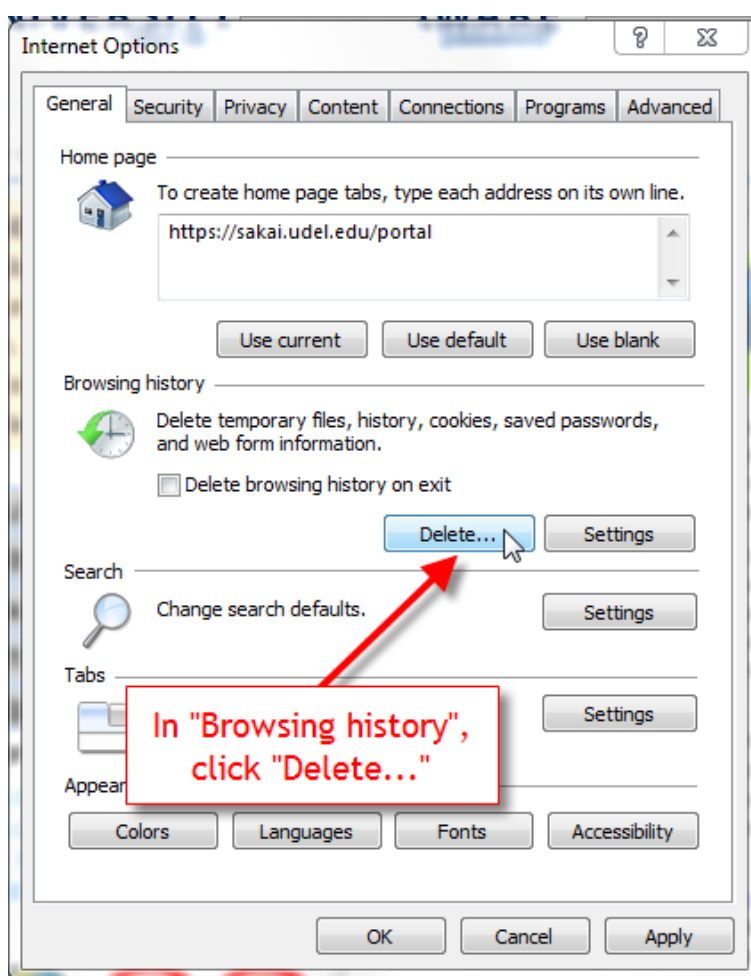 Internet Options
General Security Privacy Content Connections Programs Advanced
Home page
To create home page tabs, type each address on its own line.
https://sakai.udel.edu/portal
Use current Use default Use blank
Browsing history
Delete temporary files, history, cookies, saved passwords,
and web form information.
Delete browsing history on exit
Delete... Settings
Search
Change search defaults. Settings
Tabs
Settings
In "Browsing history",
click "Delete..."
Appear
Colors Languages Fonts Accessibility
OK Cancel Apply